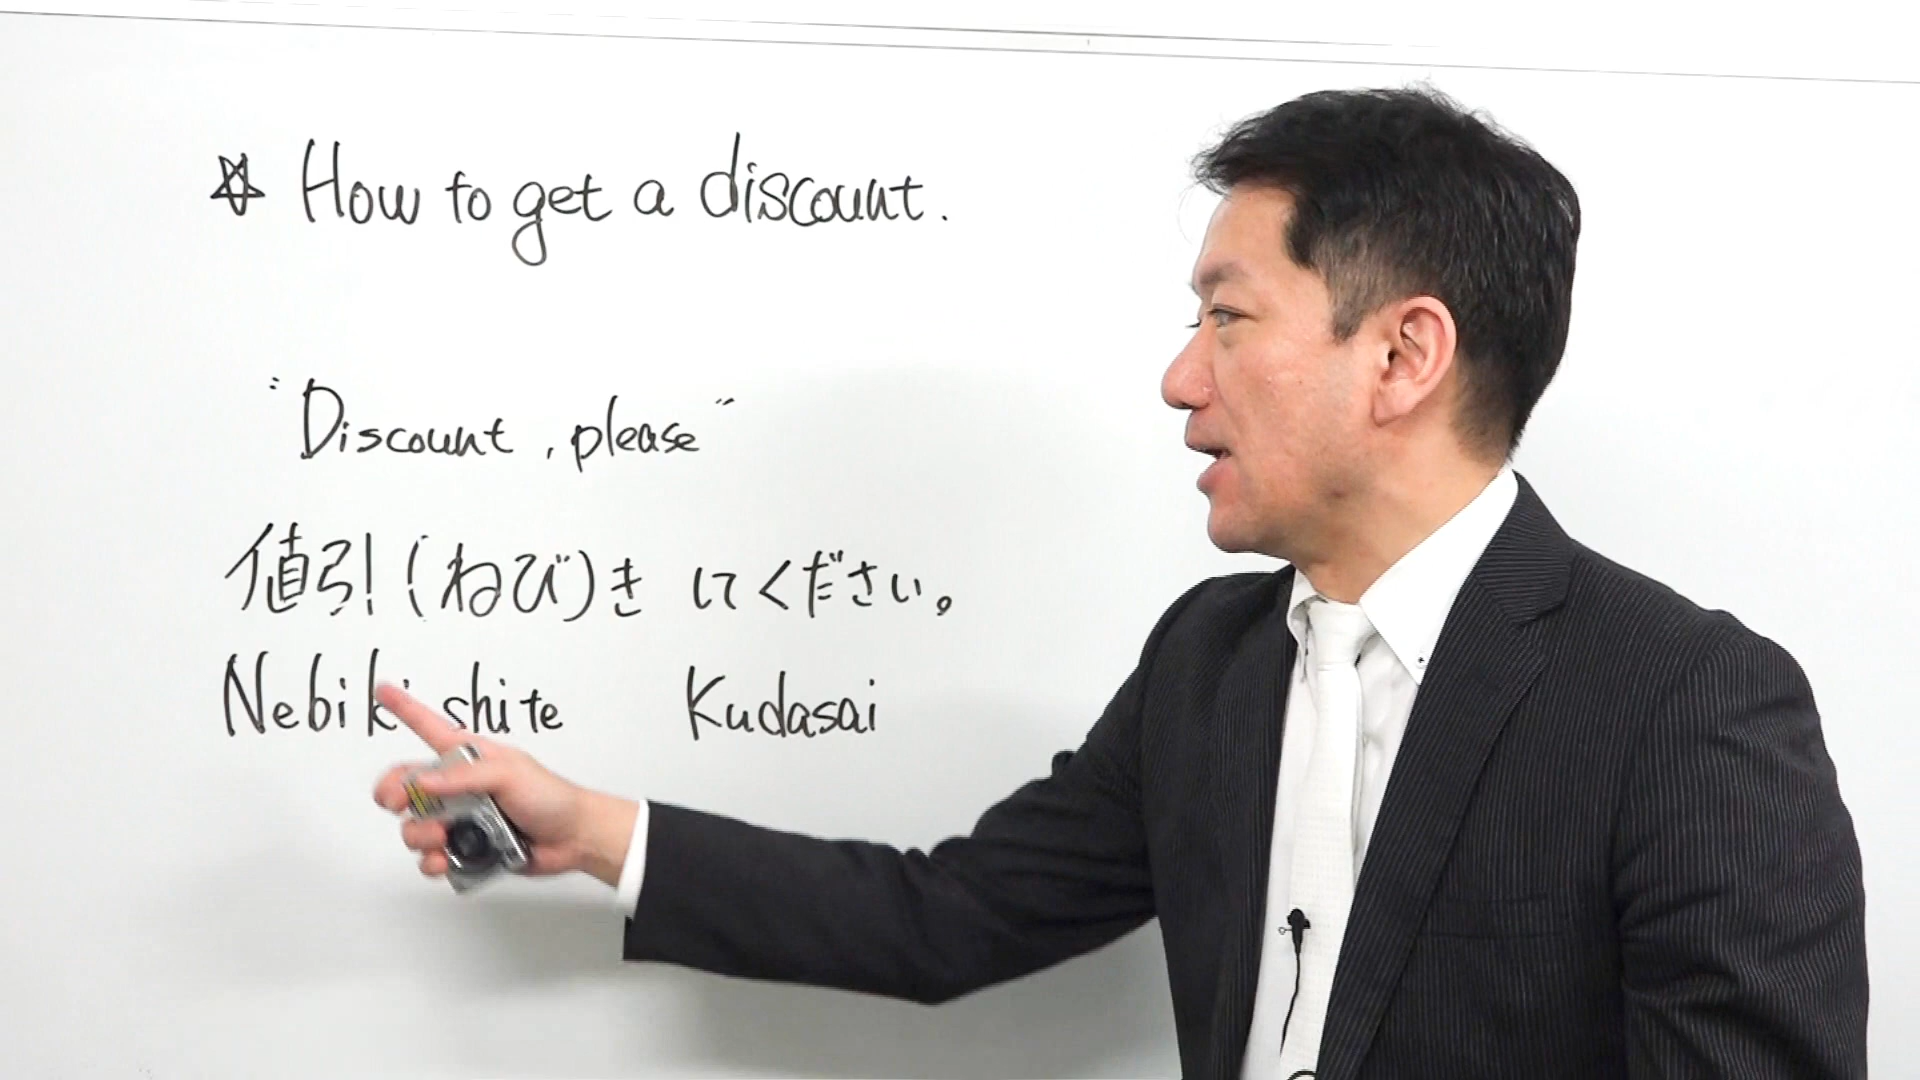 ☆ How to get a discount.
"Discount, please"
値引(ねびき)きしてください。
Nebiki shite Kudasai